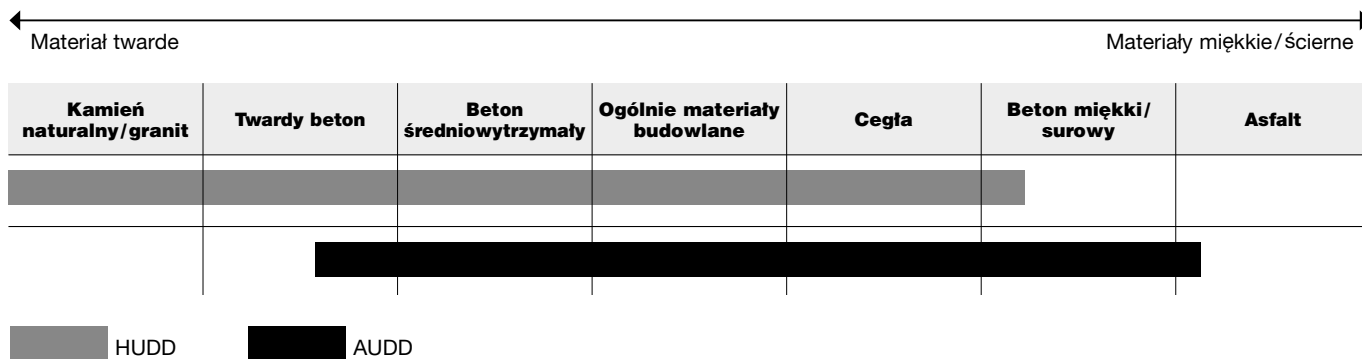 Materiał twarde
Materiały miękkie/ścierne
Kamień
naturalny/granit
Twardy beton
Beton
średniowytrzymały
Ogólnie materiały
budowlane
Cegła
Beton miękki/
surowy
Asfalt
HUDD
AUDD